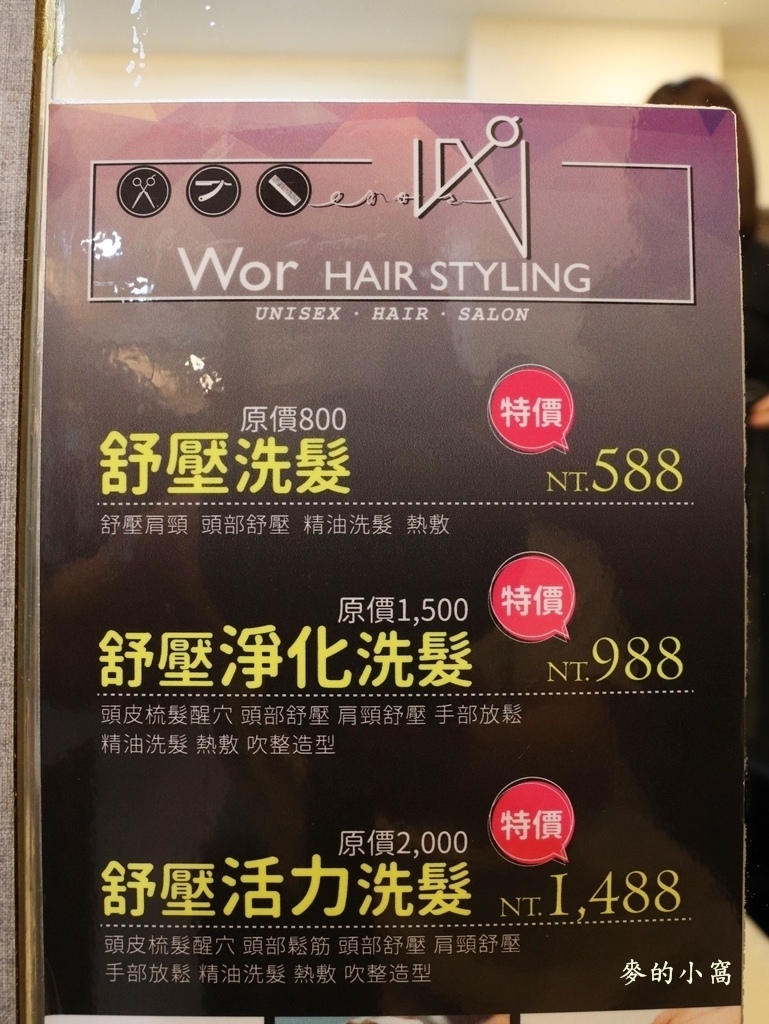 Wor HAIR STYLING
UNISEX · HAIR · SALON
原價800
特價
舒壓洗髮
NT.588
舒壓肩頸 頭部舒壓 精油洗髮 熱敷
原價1,500
特價
舒壓淨化洗髮
NT.988
頭皮梳髮醒穴 頭部舒壓 肩頸舒壓 手部放鬆
精油洗髮 熱敷 吹整造型
原價2,000
特價
舒壓活力洗髮
NT.1,488
頭皮梳髮醒穴 頭部鬆筋 頭部舒壓 肩頸舒壓
手部放鬆 精油洗髮 熱敷 吹整造型
麥的小窩